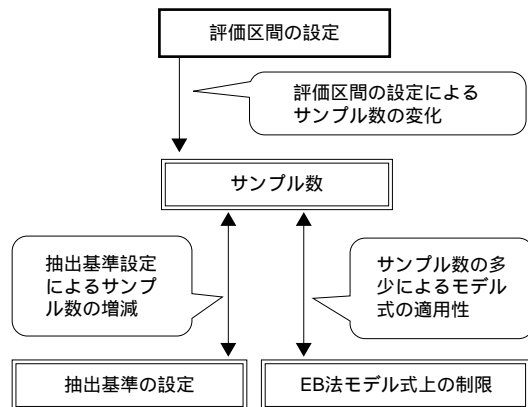 評価区間の設定
評価区間の設定による
サンプル数の変化
サンプル数
抽出基準設定
によるサンプ
ル数の増減
サンプル数の多
少によるモデル
式の適用性
抽出基準の設定
EB法モデル式上の制限